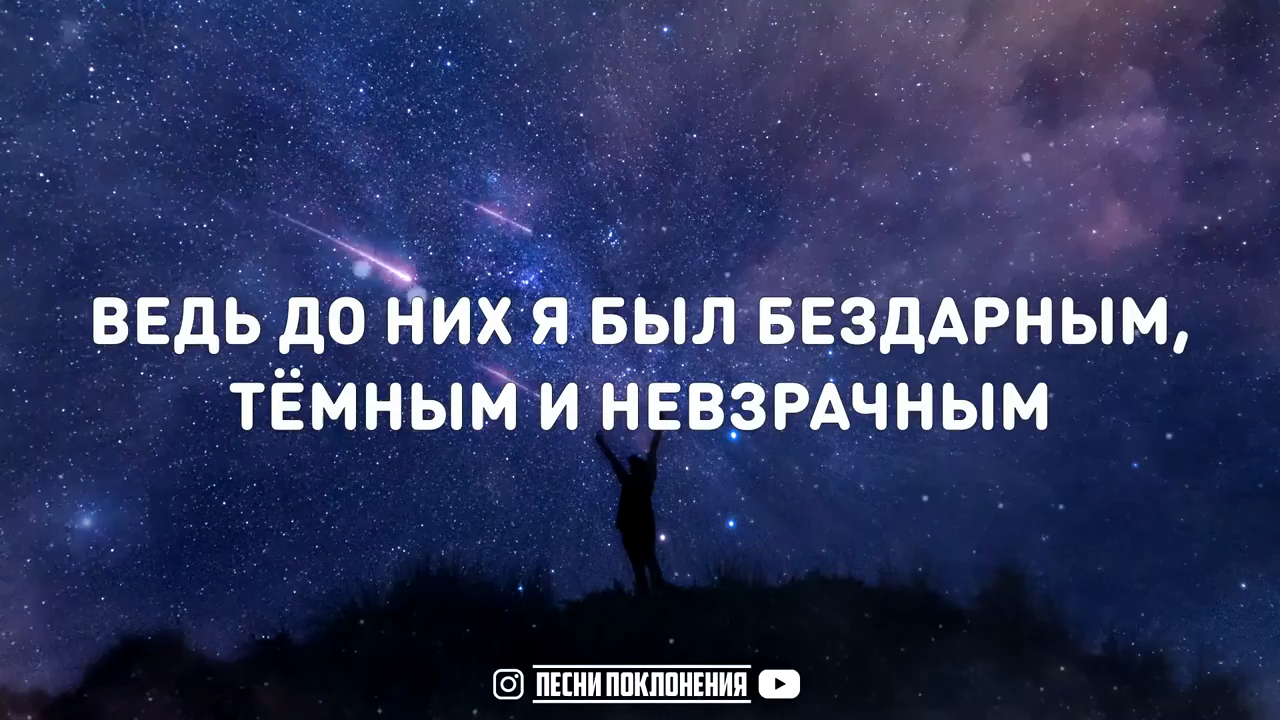 ВЕДЬ ДО НИХ Я БЫЛ БЕЗДАРНЫМ,
ТЁМНЫМ И НЕВЗРАЧНЫМ
ПЕСНИ ПОКЛОНЕНИЯ